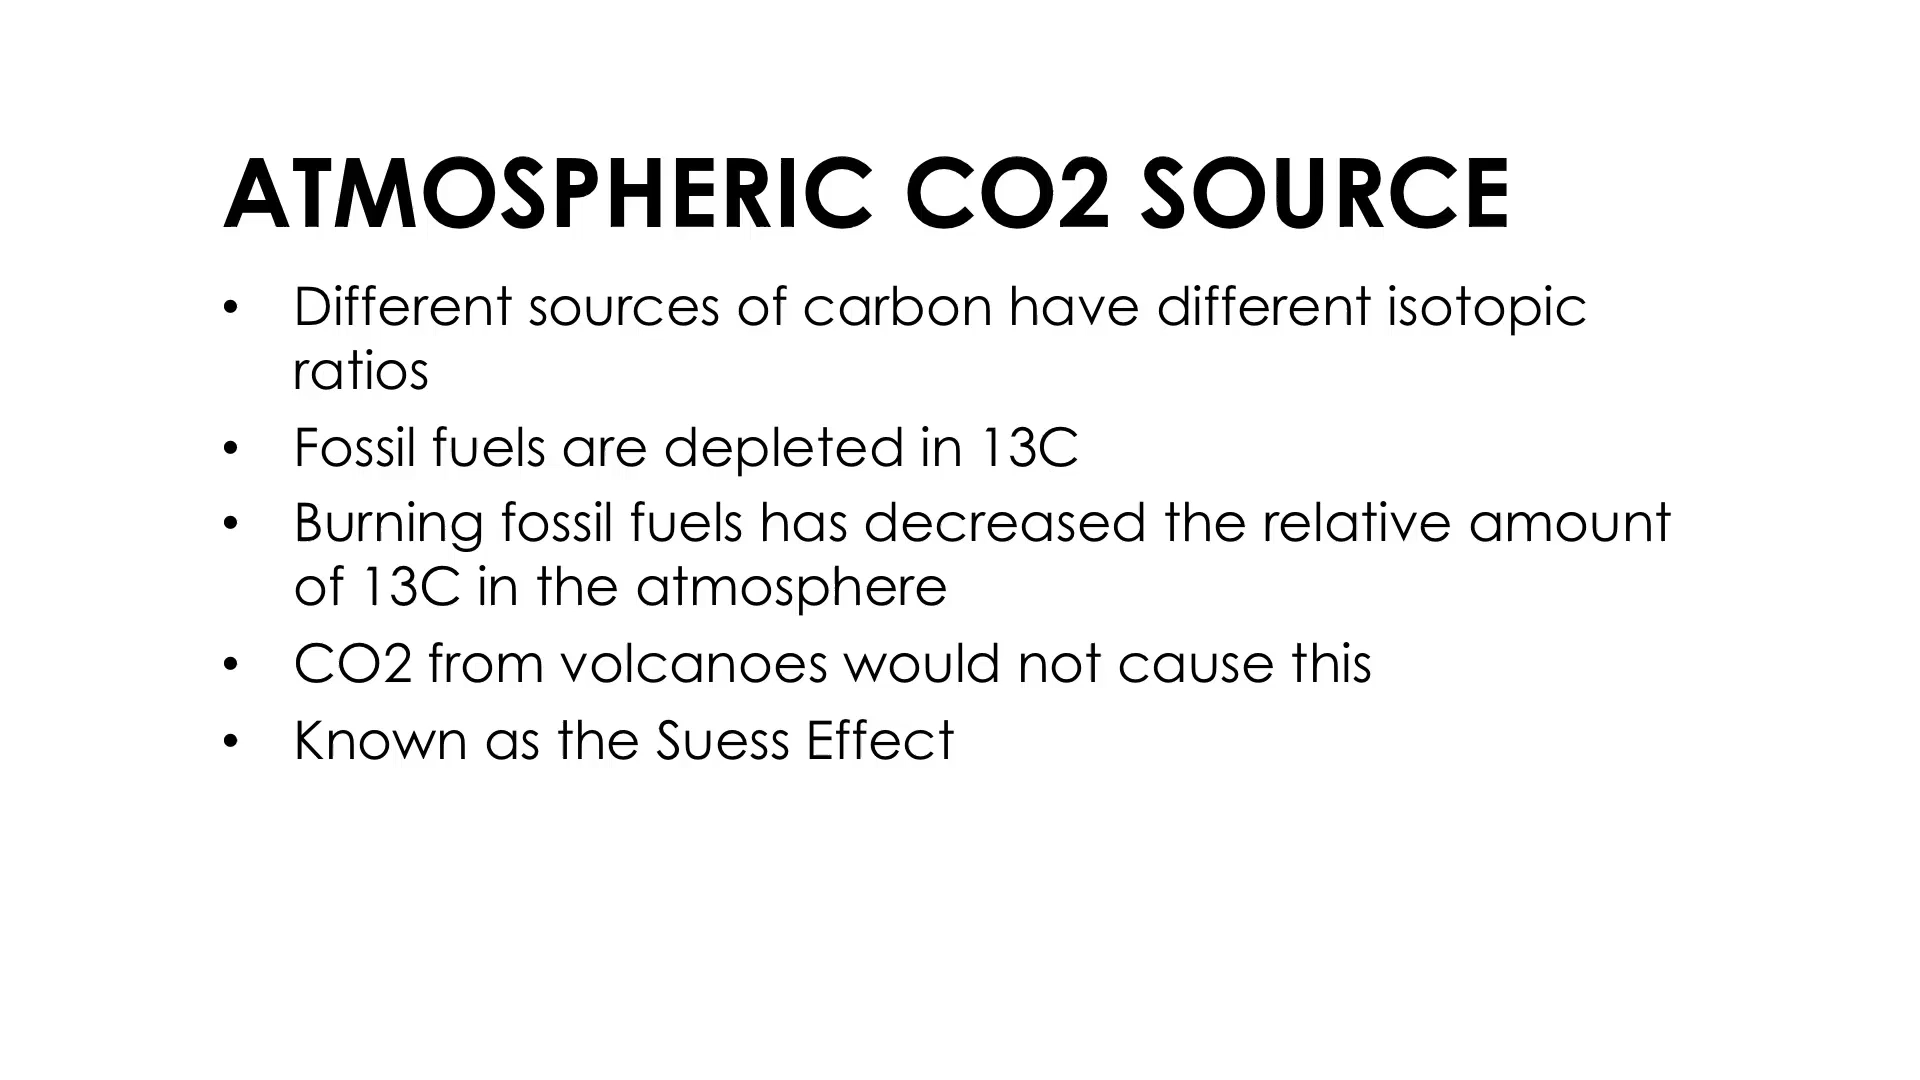 ATMOSPHERIC CO2 SOURCE
• Different sources of carbon have different isotopic
ratios
• Fossil fuels are depleted in 13C
• Burning fossil fuels has decreased the relative amount
of 13C in the atmosphere
• CO2 from volcanoes would not cause this
• Known as the Suess Effect